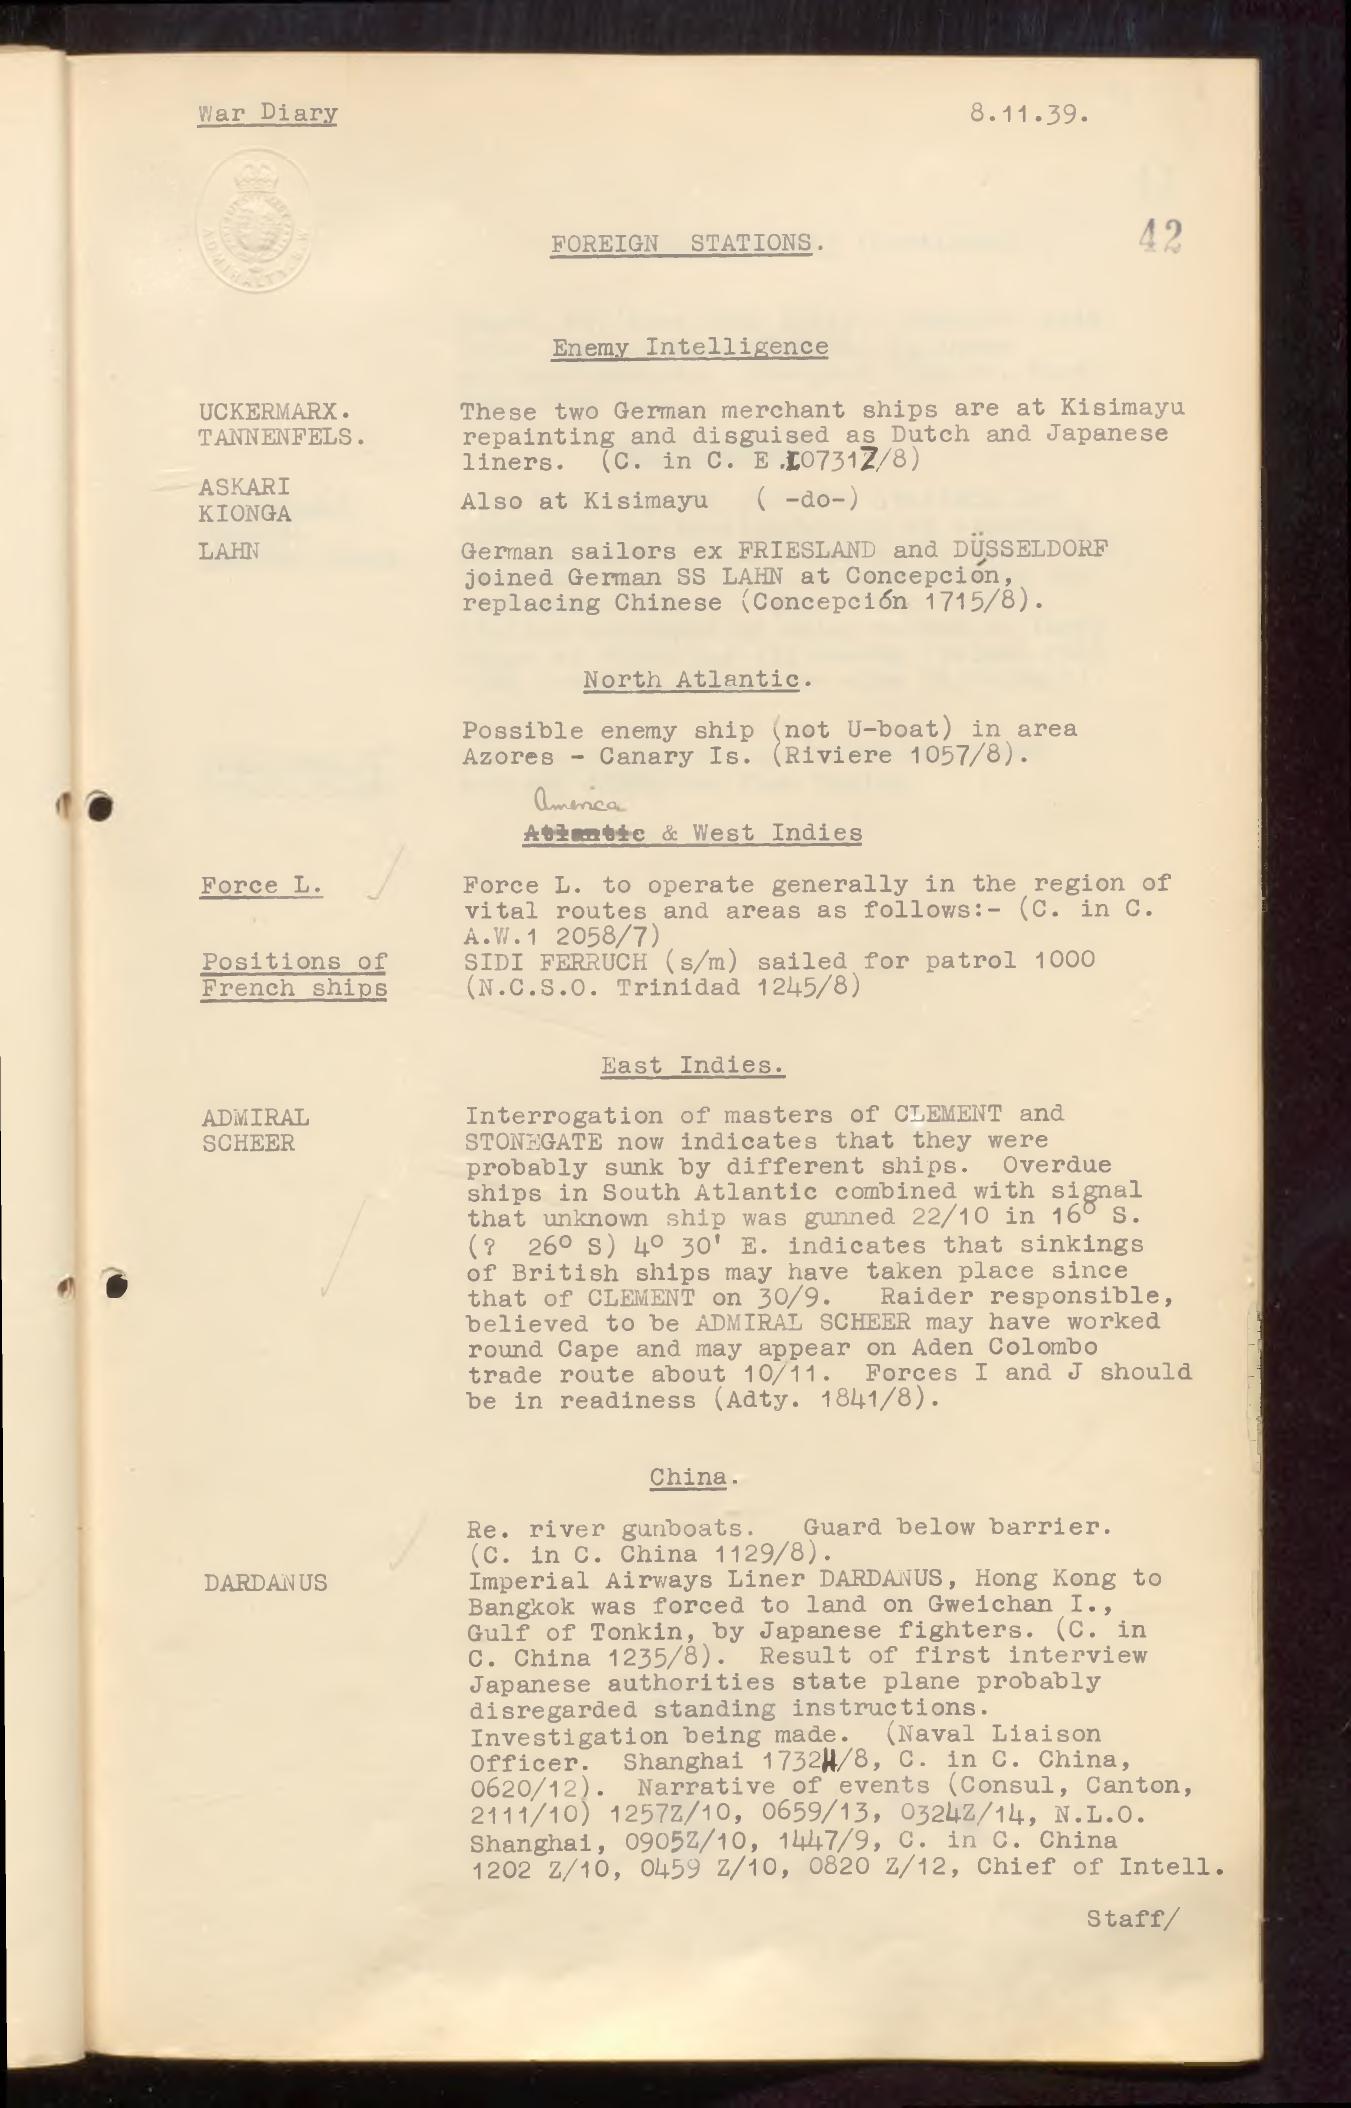 War Diary 8.11.39.
ADMIRALTY
42
FOREIGN STATIONS.
Enemy Intelligence
UCKERMARX. These two German merchant ships are at Kisimayu
TANNENFELS. repainting and disguised as Dutch and Japanese
liners. (C. in C. E.I. 0731Z/8)
ASKARI
KIONGA Also at Kisimayu ( -do-)
LAHN German sailors ex FRIESLAND and DÜSSELDORF
joined German SS LAHN at Concepción,
replacing Chinese (Concepción 1715/8).
North Atlantic.
Possible enemy ship (not U-boat) in area
Azores - Canary Is. (Riviere 1057/8).
America
Atlantic & West Indies
Force L. Force L. to operate generally in the region of
vital routes and areas as follows:- (C. in C.
A.W.1 2058/7)
Positions of SIDI FERRUCH (s/m) sailed for patrol 1000
French ships (N.C.S.O. Trinidad 1245/8)
East Indies.
ADMIRAL Interrogation of masters of CLEMENT and
SCHEER STONEGATE now indicates that they were
probably sunk by different ships. Overdue
ships in South Atlantic combined with signal
that unknown ship was gunned 22/10 in 16° S.
(? 26° S) 4° 30' E. indicates that sinkings
of British ships may have taken place since
that of CLEMENT on 30/9. Raider responsible,
believed to be ADMIRAL SCHEER may have worked
round Cape and may appear on Aden Colombo
trade route about 10/11. Forces I and J should
be in readiness (Adty. 1841/8).
China.
Re. river gunboats. Guard below barrier.
(C. in C. China 1129/8).
DARDANUS Imperial Airways Liner DARDANUS, Hong Kong to
Bangkok was forced to land on Gweichan I.,
Gulf of Tonkin, by Japanese fighters. (C. in
C. China 1235/8). Result of first interview
Japanese authorities state plane probably
disregarded standing instructions.
Investigation being made. (Naval Liaison
Officer. Shanghai 1732H/8, C. in C. China,
0620/12). Narrative of events (Consul, Canton,
2111/10) 1257Z/10, 0659/13, 0324Z/14, N.L.O.
Shanghai, 0905Z/10, 1447/9, C. in C. China
1202 Z/10, 0459 Z/10, 0820 Z/12, Chief of Intell.
Staff/